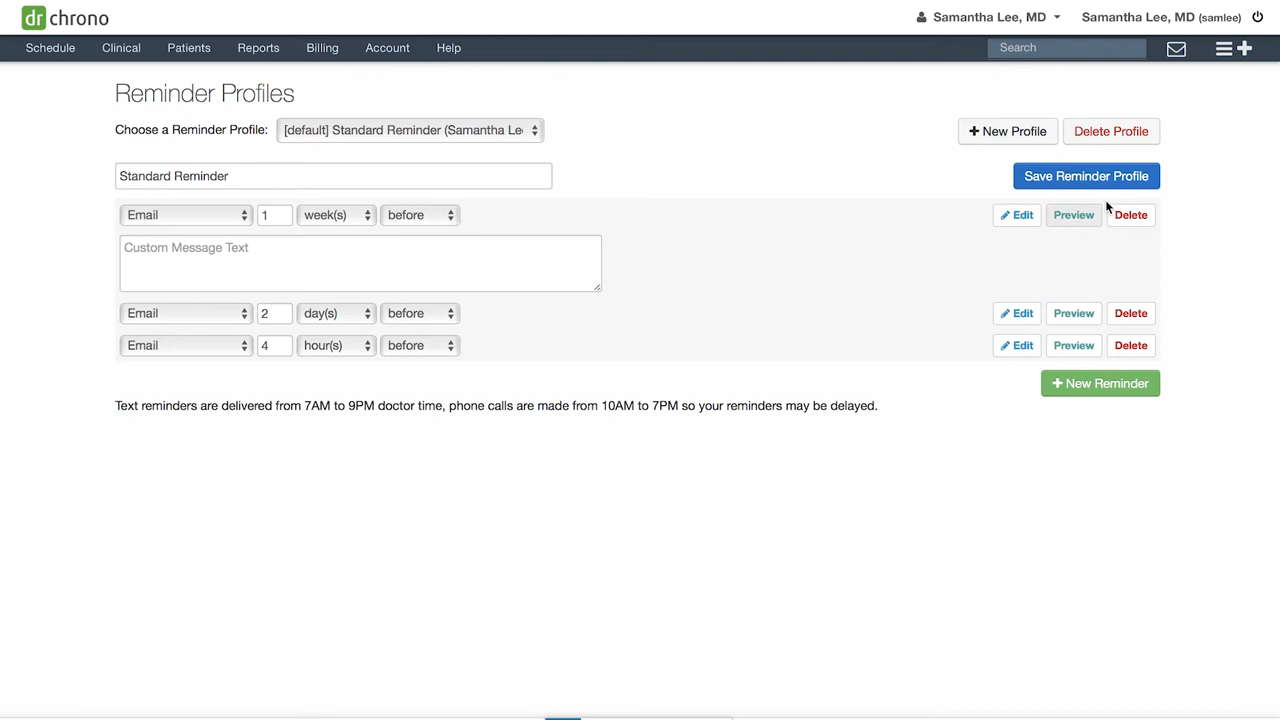 drchrono
Samantha Lee, MD Samantha Lee, MD (samlee)
Schedule Clinical Patients Reports Billing Account Help Search
Reminder Profiles
Choose a Reminder Profile: [default] Standard Reminder (Samantha Lee + New Profile Delete Profile
Standard Reminder Save Reminder Profile
Email 1 week(s) before Edit Preview Delete
Custom Message Text
Email 2 day(s) before Edit Preview Delete
Email 4 hour(s) before Edit Preview Delete
+ New Reminder
Text reminders are delivered from 7AM to 9PM doctor time, phone calls are made from 10AM to 7PM so your reminders may be delayed.